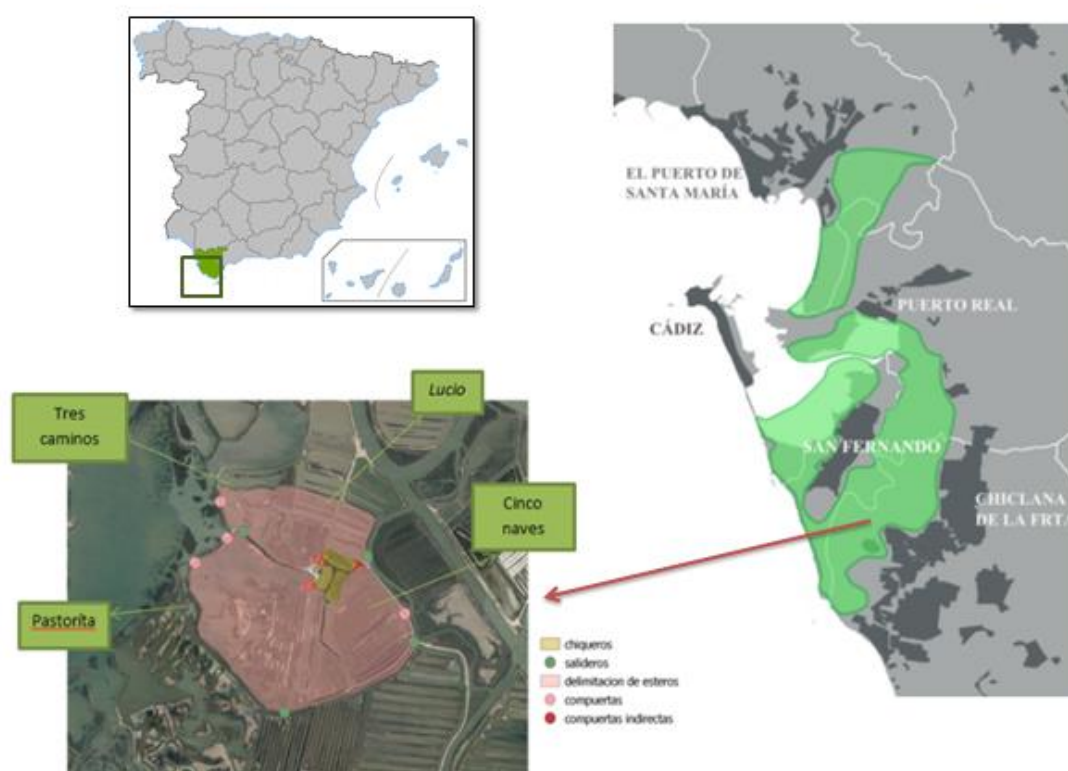 EL PUERTO DE
SANTA MARÍA
PUERTO REAL
CÁDIZ
SAN FERNANDO
CHICLANA
DE LA FRTA
Lucio
Tres
caminos
Cinco
naves
Pastorita
chiqueros
salideros
delimitacion de esteros
compuertas
compuertas indirectas